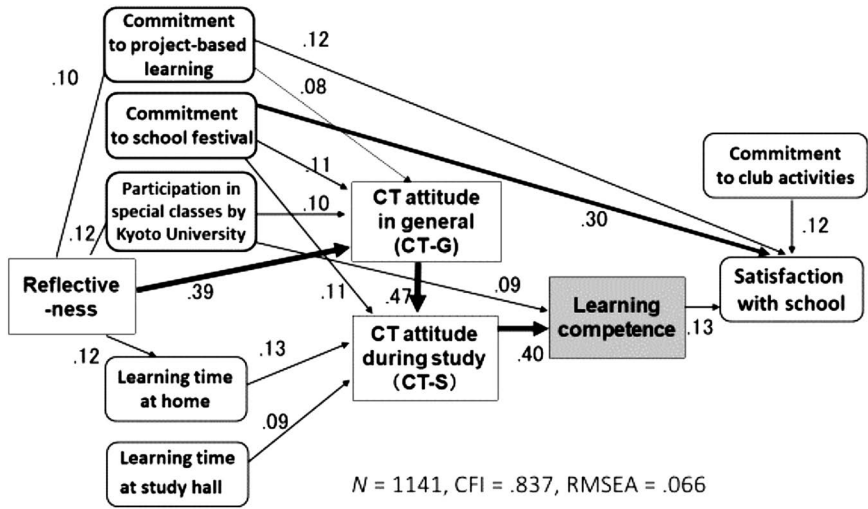 Commitment
to project-based
learning
.12
.10
.08
Commitment
to school festival
.11
Commitment
to club activities
Participation in
special classes by
Kyoto University
.10
CT attitude
in general
(CT-G)
.30
.12
.12
Reflective
-ness
.39
.11
.47
.09
Learning
competence
Satisfaction
with school
.13
.12
Learning time
at home
.13
CT attitude
during study
(CT-S)
.40
.09
Learning time
at study hall
N = 1141, CFI = .837, RMSEA = .066